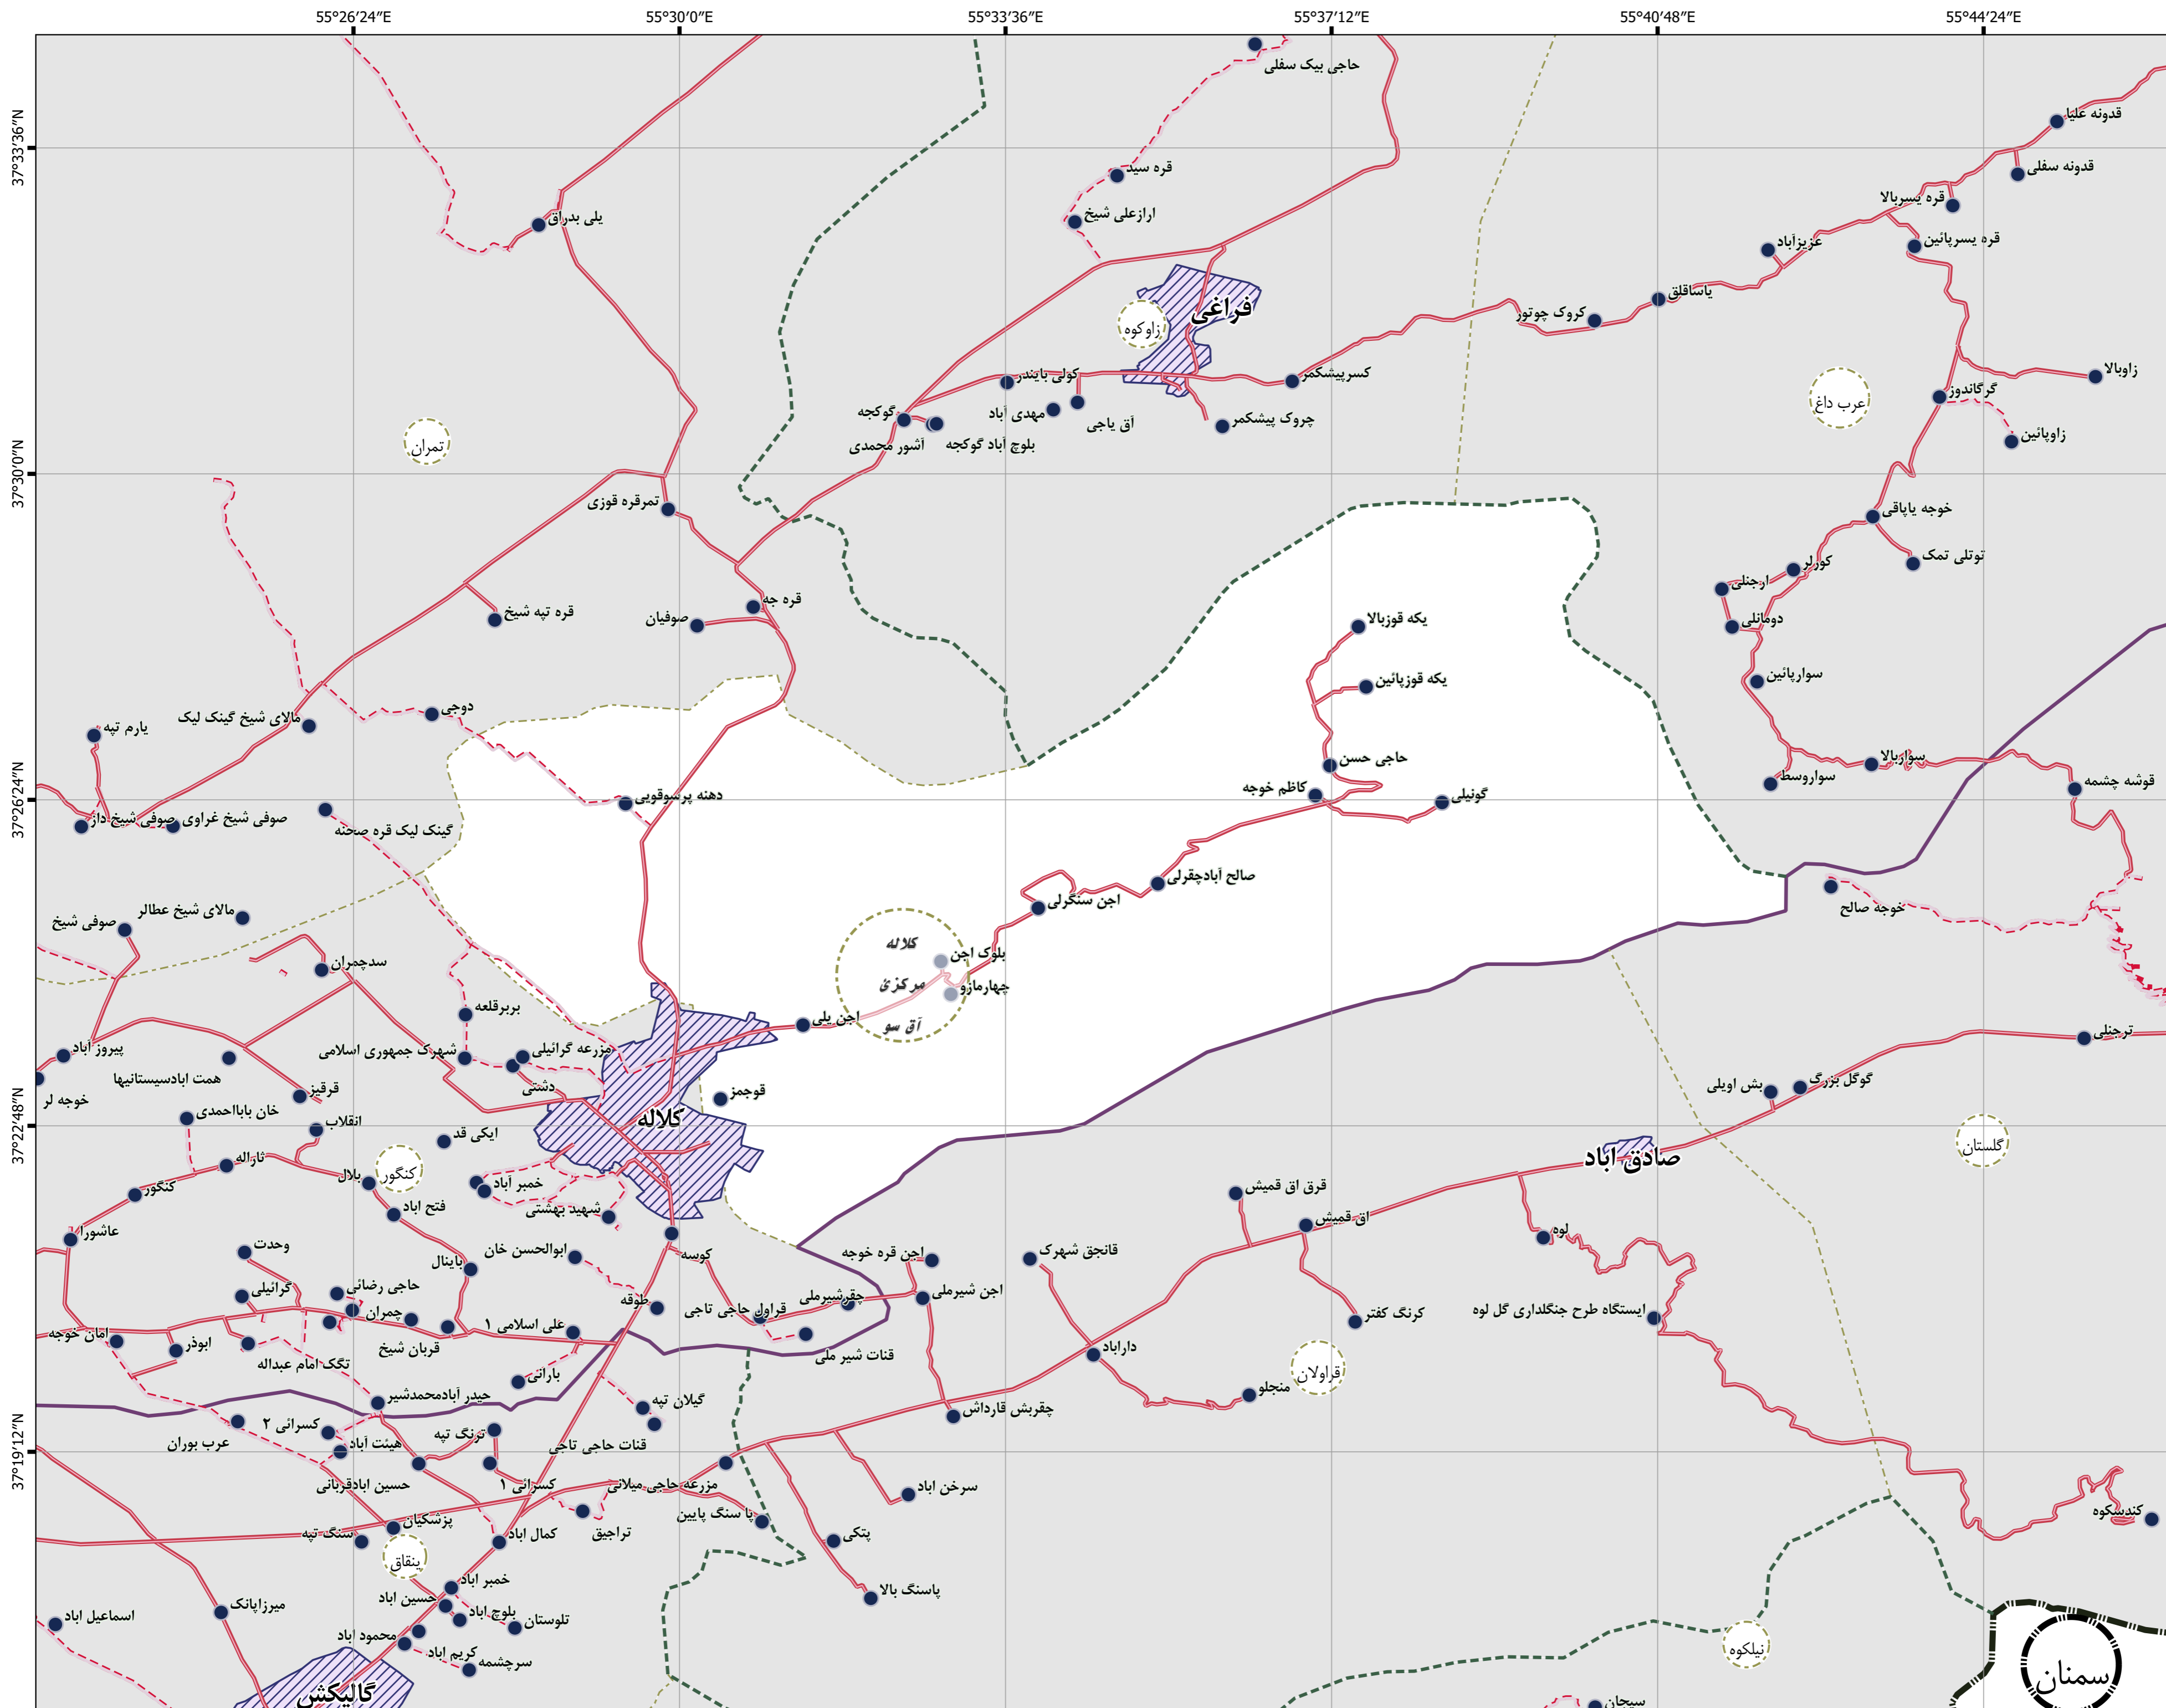 55°26'24"E
55°30'0"E
55°33'36"E
55°37'12"E
55°40'48"E
55°44'24"E
37°33'36"N
37°30'0"N
37°26'24"N
37°22'48"N
37°19'12"N
حاجی بیک سفلی
قدونه علیا
قره سید
قدونه سفلی
ارازعلی شیخ
قره یسربالا
یلی بدراق
قره یسرپائین
عزیزآباد
یاساقلق
فراغی
زاوکوه
کروک چوتور
کولی بایندر
کسرپیشکمر
زاوبالا
گرگاندوز
عرب داغ
گوکجه
مهدی آباد
آق یاجی
چروک پیشکمر
آشور محمدی
بلوچ آباد گوکجه
زاوپائین
تمران
تمرقره قوزی
خوجه یاپاقی
توتلی تمک
کورلر
ارجنلی
قره تپه شیخ
قره جه
صوفیان
یکه قوزبالا
دومانلی
یکه قوزپائین
سوارپائین
مالای شیخ گینک لیک
دوجی
یارم تپه
حاجی حسن
سواربالا
سواروسط
قوشه چشمه
کاظم خوجه
گوتیلی
دهنه پرسوقویی
صوفی شیخ داز
صوفی شیخ غراوی
گینک لیک قره صحنه
صالح آبادچقرلی
اجن سنگرلی
خوجه صالح
مالای شیخ عطالر
صوفی شیخ
کلاله
مرکزی
آق سو
بلوک اجن
چهارمازو
سدچمران
بربرقلعه
اجن یلی
ترجنلی
پیروز آباد
شهرک جمهوری اسلامی
مزرعه گرائیلی
همت ابادسیستانیها
دشتی
قوجمز
بش اویلی
گوگل بزرگ
قرقیز
خوجه لر
خان بابااحمدی
کلاله
انقلاب
ایکی قد
گلستان
صادق اباد
ثاراله
بلال
کنگور
کنگور
خمبر آباد
قرق اق قمیش
فتح اباد
شهید بهشتی
اق قمیش
عاشورا
لوه
وحدت
ابوالحسن خان
کوسه
اجن قره خوجه
قانجق شهرک
باینال
گرائیلی
حاجی رضائی
طوقه
اجن شیرملی
چقرشیرملی
قراول حاجی تاجی
چمران
کرنگ کفتر
ایستگاه طرح جنگلداری گل لوه
امان خوجه
ابوذر
قربان شیخ
علی اسلامی ۱
داراباد
قنات شیر ملی
تگک امام عبداله
قراولان
بارانی
منجلو
حیدر آبادمحمدشیر
گیلان تپه
چقربش قارداش
عرب بوران
کسرائی ۲
هیئت آباد
ترنگ تپه
قنات حاجی تاجی
حسین ابادقربانی
کسرائی ۱
مزرعه حاجی میلانی
سرخن اباد
پزشکیان
سنگ تپه
کمال اباد
تراجیق
پا سنگ پایین
پتکی
کندسکوه
ینقاق
خمبر اباد
حسین اباد
بلوچ اباد
تلوستان
پاسنگ بالا
میرزاپانک
اسماعیل اباد
محمود اباد
کریم اباد
سرچشمه
نیلکوه
سمنان
گالیکش
سیجان